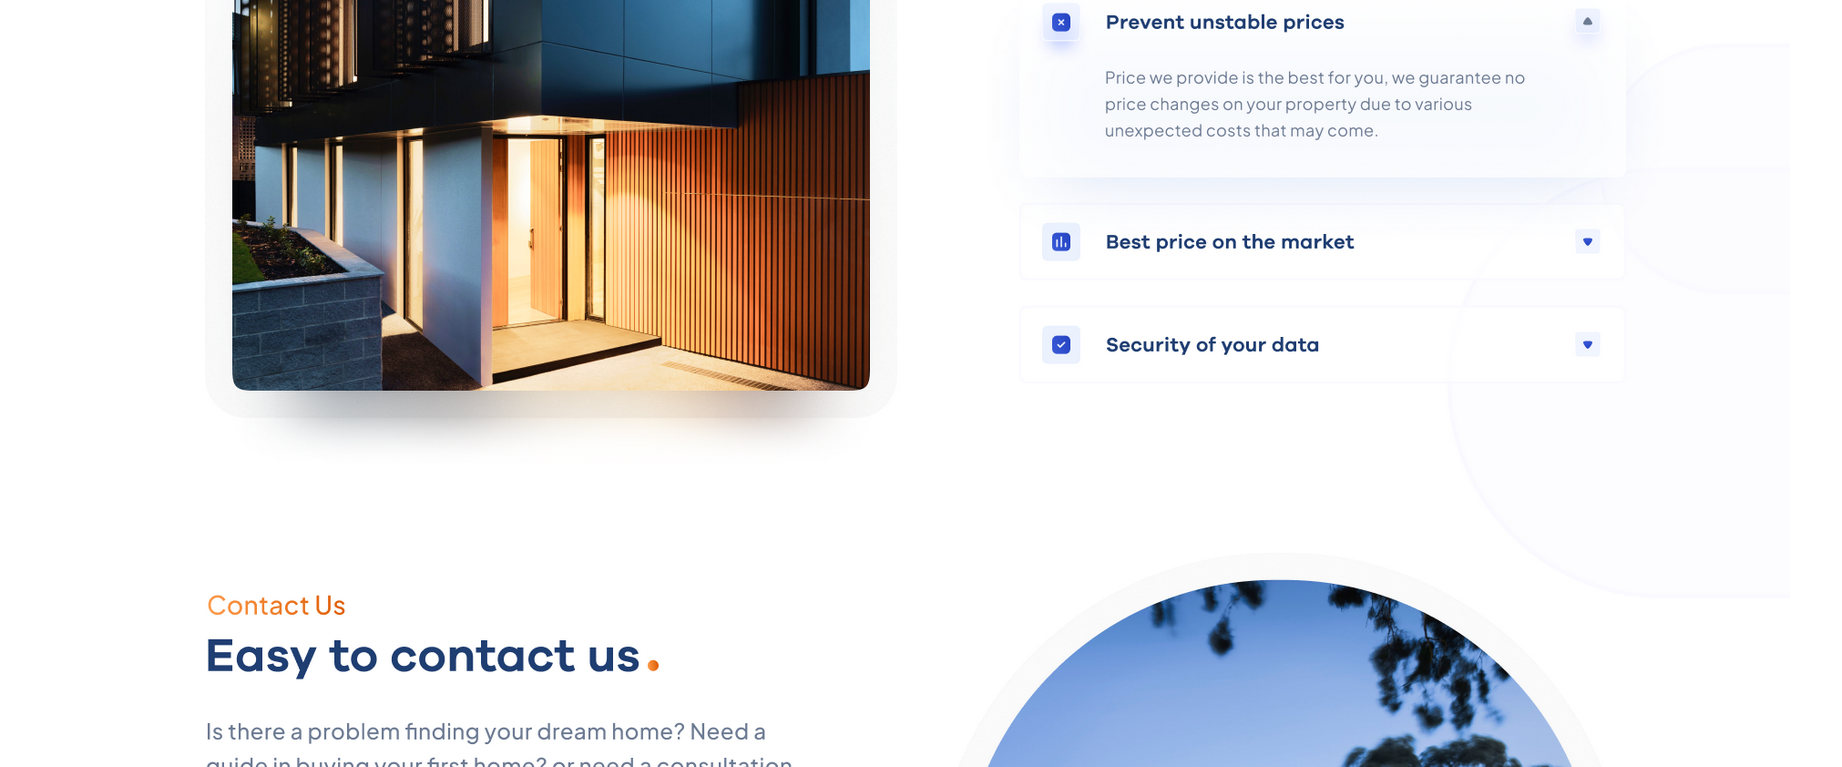 Prevent unstable prices
Price we provide is the best for you, we guarantee no
price changes on your property due to various
unexpected costs that may come.
Best price on the market
Security of your data
Contact Us
Easy to contact us.
Is there a problem finding your dream home? Need a
guide in buying your first home? or need a consultation